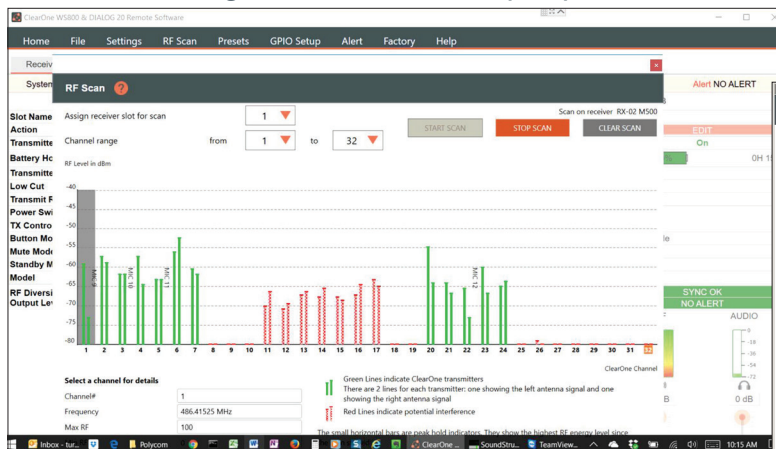 ClearOne WS800 & DIALOG 20 Remote Software
Home File Settings RF Scan Presets GPIO Setup Alert Factory Help
Receiv
System
Alert NO ALERT
RF Scan ?
Slot Name
Action
Transmitte
Battery Ho
Transmitte
Low Cut
Transmit F
Power Swi
TX Contro
Button Mo
Mute Mode
Standby M
Model
RF Diversi
Output Lev
Assign receiver slot for scan 1
Scan on receiver RX-02 M500
Channel range from 1 to 32
START SCAN STOP SCAN CLEAR SCAN
RF Level in dBm
-40
-45
-50
-55
-60
-65
-70
-75
-80
MIC 9
MIC 10
MIC 11
MIC 12
1 2 3 4 5 6 7 8 9 10 11 12 13 14 15 16 17 18 19 20 21 22 23 24 25 26 27 28 29 30 31 32
ClearOne Channel
Select a channel for details
Channel# 1
Frequency 486.41525 MHz
Max RF 100
Green Lines indicate ClearOne transmitters
There are 2 lines for each transmitter: one showing the left antenna signal and one
showing the right antenna signal
Red Lines indicate potential interference
The small horizontal bars are peak hold indicators. They show the highest RF energy level since
EDIT
On
0H 1
le
SYNC OK
NO ALERT
AUDIO
0
-18
-36
-54
-72
B 0 dB
Inbox - tur... Polycom ClearOne ... SoundStru... TeamView... 10:15 AM